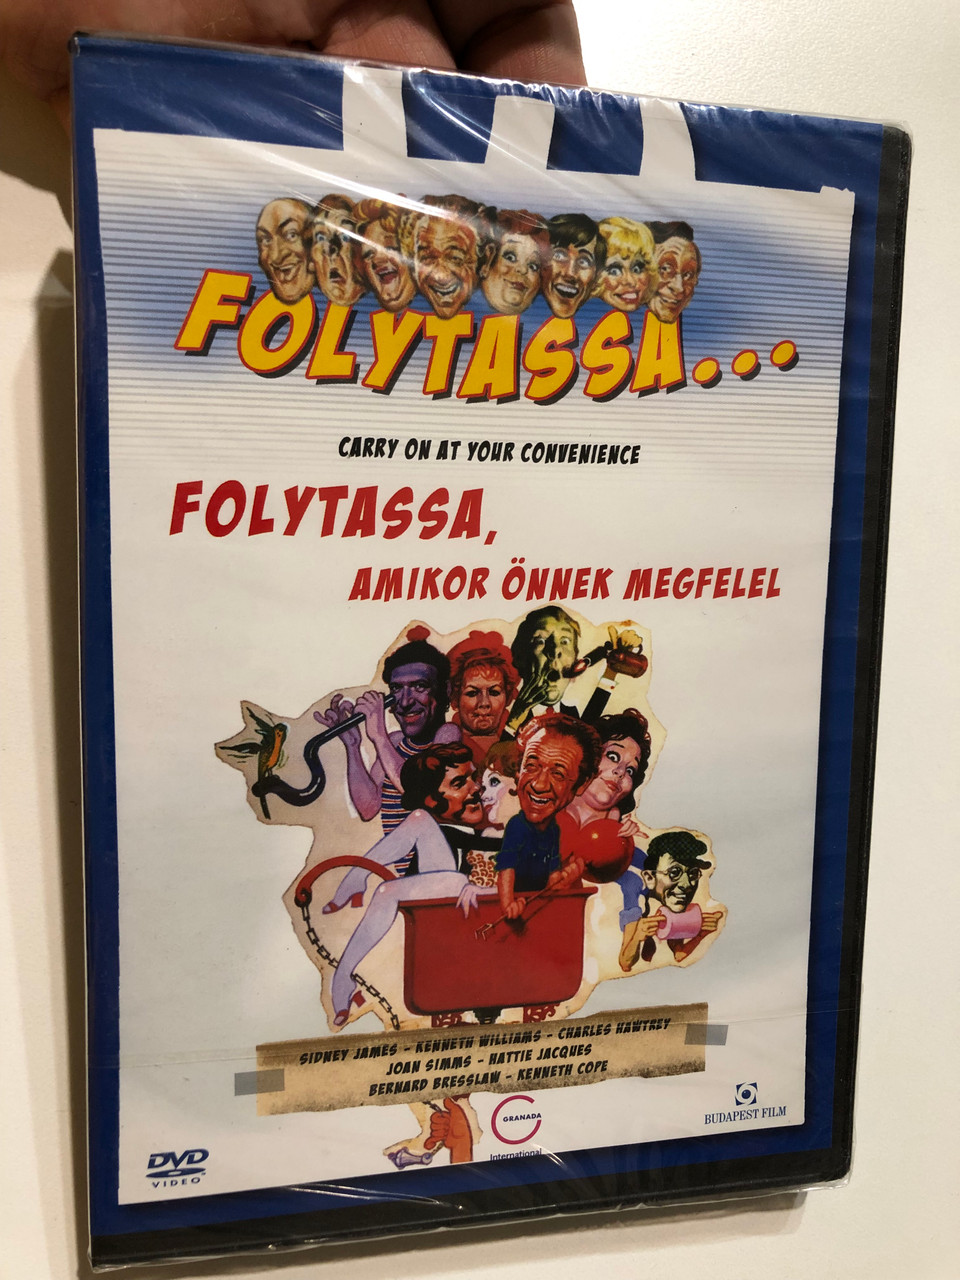 FOLYTASSA...
CARRY ON AT YOUR CONVENIENCE
FOLYTASSA,
AMIKOR ÖNNEK MEGFELEL
SIDNEY JAMES - KENNETH WILLIAMS - CHARLES HAWTREY
JOAN SIMMS - HATTIE JACQUES
BERNARD BRESSLAW - KENNETH COPE
GRANADA
International
BUDAPEST FILM
DVD
VIDEO